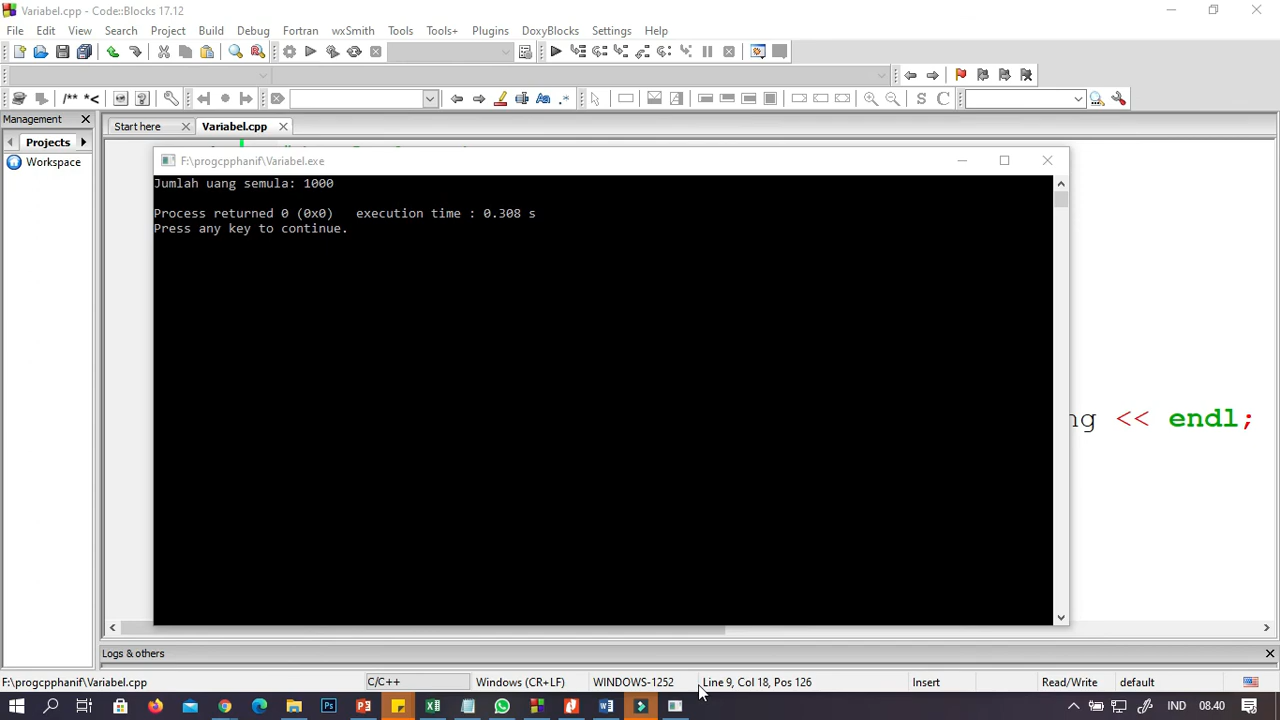 Variabel.cpp - Code::Blocks 17.12
File Edit View Search Project Build Debug Fortran wxSmith Tools Tools+ Plugins DoxyBlocks Settings Help
/** *<
S C
Management
Start here Variabel.cpp
Projects
Workspace
F:\progcpphanif\Variabel.exe
Jumlah uang semula: 1000
Process returned 0 (0x0) execution time : 0.308 s
Press any key to continue.
ng << endl;
Logs & others
F:\progcpphanif\Variabel.cpp C/C++ Windows (CR+LF) WINDOWS-1252 Line 9, Col 18, Pos 126 Insert Read/Write default
IND 08.40